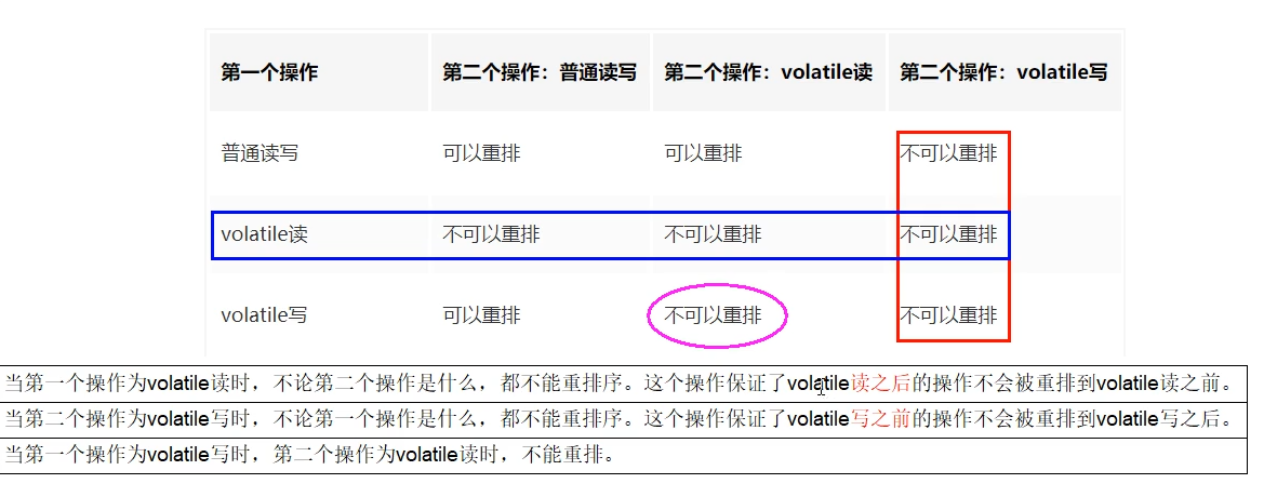 第一个操作 第二个操作：普通读写 第二个操作：volatile读 第二个操作：volatile写
普通读写 可以重排 可以重排 不可以重排
volatile读 不可以重排 不可以重排 不可以重排
volatile写 可以重排 不可以重排 不可以重排
当第一个操作为volatile读时，不论第二个操作是什么，都不能重排序。这个操作保证了volatile读之后的操作不会被重排到volatile读之前。
当第二个操作为volatile写时，不论第一个操作是什么，都不能重排序。这个操作保证了volatile写之前的操作不会被重排到volatile写之后。
当第一个操作为volatile写时，第二个操作为volatile读时，不能重排。